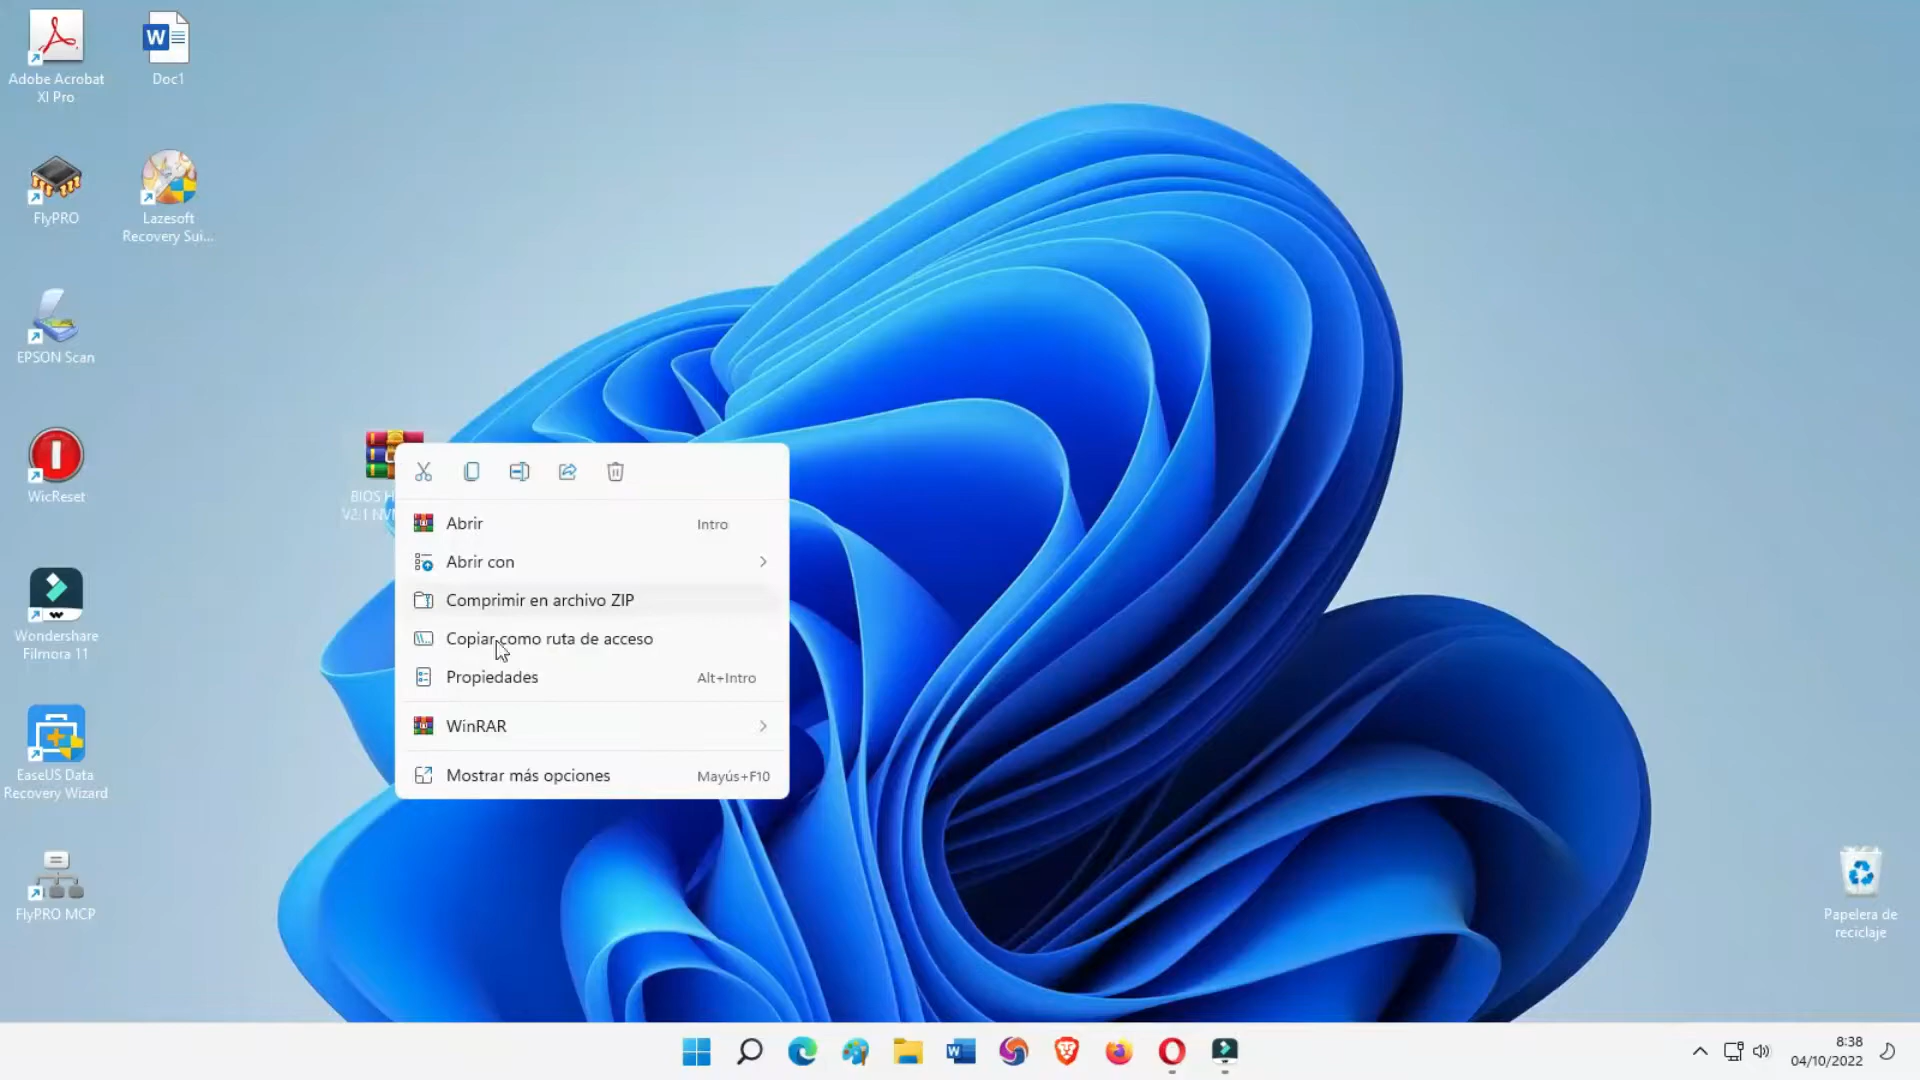 Adobe Acrobat
XI Pro
Doc1
FlyPRO
Lazesoft
Recovery Sui...
EPSON Scan
WicReset
Wondershare
Filmora 11
EaseUS Data
Recovery Wizard
FlyPRO MCP
BIOS H
V2.1 NV
Abrir Intro
Abrir con
Comprimir en archivo ZIP
Copiar como ruta de acceso
Propiedades Alt+Intro
WinRAR
Mostrar más opciones Mayús+F10
Papelera de
reciclaje
8:38
04/10/2022